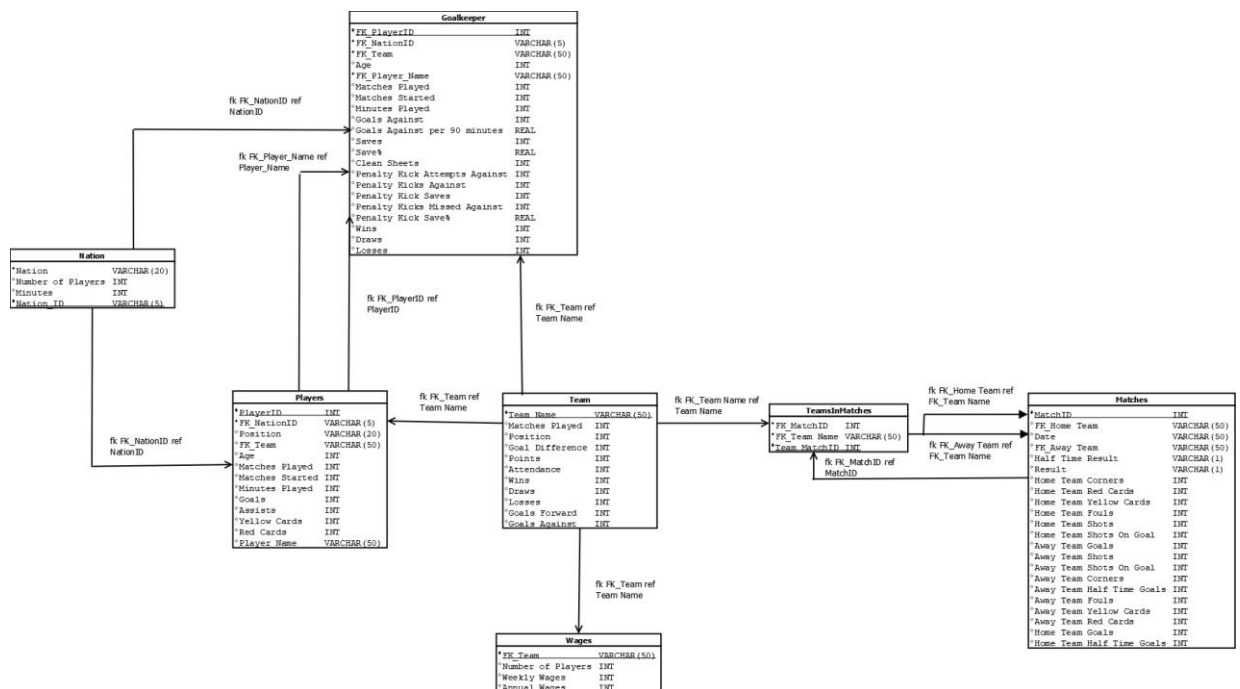 Goalkeeper
*FK_PlayerID INT
*FK_NationID VARCHAR(5)
*FK_Team VARCHAR(50)
°Age INT
*FK_Player_Name VARCHAR(50)
°Matches Played INT
°Matches Started INT
°Minutes Played INT
°Goals Against INT
°Goals Against per 90 minutes REAL
°Saves INT
°Save% REAL
°Clean Sheets INT
°Penalty Kick Attempts Against INT
°Penalty Kicks Against INT
°Penalty Kick Saves INT
°Penalty Kicks Missed Against INT
°Penalty Kick Save% REAL
°Wins INT
°Draws INT
°Losses INT
fk FK_NationID ref
NationID
fk FK_Player_Name ref
Player_Name
Nation
*Nation VARCHAR(20)
°Number of Players INT
°Minutes INT
*Nation_ID VARCHAR(5)
fk FK_PlayerID ref
PlayerID
fk FK_Team ref
Team Name
fk FK_NationID ref
NationID
Players
*PlayerID INT
*FK_NationID VARCHAR(5)
°Position VARCHAR(20)
*FK_Team VARCHAR(50)
°Age INT
°Matches Played INT
°Matches Started INT
°Minutes Played INT
°Goals INT
°Assists INT
°Yellow Cards INT
°Red Cards INT
°Player Name VARCHAR(50)
fk FK_Team ref
Team Name
Team
*Team Name VARCHAR(50)
°Matches Played INT
°Position INT
°Goal Difference INT
°Points INT
°Attendance INT
°Wins INT
°Draws INT
°Losses INT
°Goals Forward INT
°Goals Against INT
fk FK_Team Name ref
Team Name
TeamsInMatches
*FK_MatchID INT
*FK_Team Name VARCHAR(50)
*Team_MatchID INT
fk FK_MatchID ref
MatchID
fk FK_Home Team ref
FK_Team Name
fk FK_Away Team ref
FK_Team Name
Matches
*MatchID INT
°FK_Home Team VARCHAR(50)
°Date VARCHAR(50)
°FK_Away Team VARCHAR(50)
°Half Time Result VARCHAR(1)
°Result VARCHAR(1)
°Home Team Corners INT
°Home Team Red Cards INT
°Home Team Yellow Cards INT
°Home Team Fouls INT
°Home Team Shots INT
°Home Team Shots On Goal INT
°Away Team Goals INT
°Away Team Shots INT
°Away Team Shots On Goal INT
°Away Team Corners INT
°Away Team Half Time Goals INT
°Away Team Fouls INT
°Away Team Yellow Cards INT
°Away Team Red Cards INT
°Home Team Goals INT
°Home Team Half Time Goals INT
fk FK_Team ref
Team Name
Wages
*FK_Team VARCHAR(50)
°Number of Players INT
°Weekly Wages INT
°Annual Wages INT